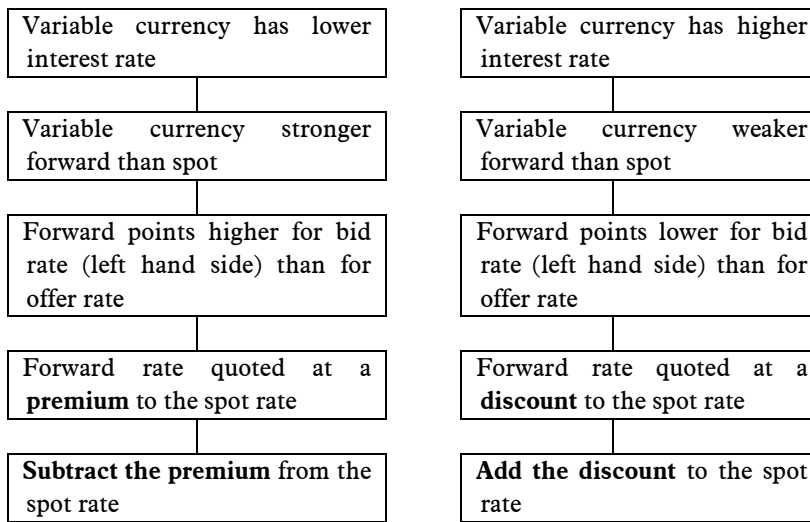 Variable currency has lower
interest rate
Variable currency stronger
forward than spot
Forward points higher for bid
rate (left hand side) than for
offer rate
Forward rate quoted at a
premium to the spot rate
Subtract the premium from the
spot rate
Variable currency has higher
interest rate
Variable currency weaker
forward than spot
Forward points lower for bid
rate (left hand side) than for
offer rate
Forward rate quoted at a
discount to the spot rate
Add the discount to the spot
rate